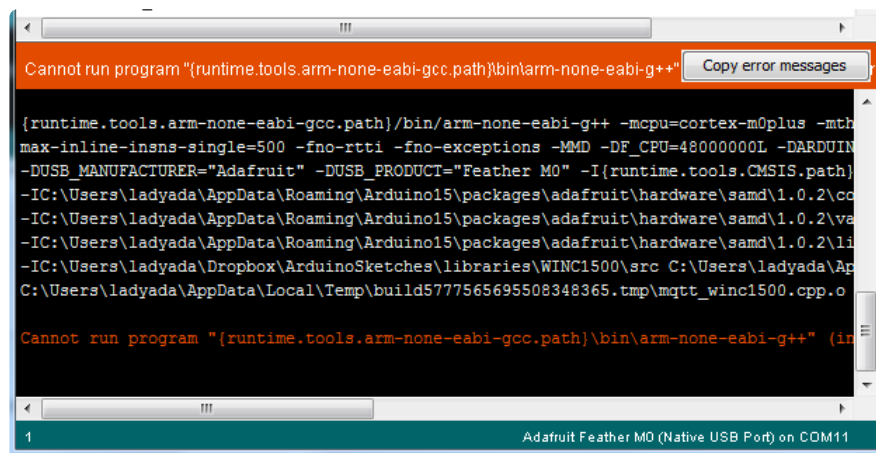 Cannot run program "{runtime.tools.arm-none-eabi-gcc.path}\bin\arm-none-eabi-g++"
Copy error messages
{runtime.tools.arm-none-eabi-gcc.path}/bin/arm-none-eabi-g++ -mcpu=cortex-m0plus -mth
max-inline-insns-single=500 -fno-rtti -fno-exceptions -MMD -DF_CPU=48000000L -DARDUIN
-DUSB_MANUFACTURER="Adafruit" -DUSB_PRODUCT="Feather M0" -I{runtime.tools.CMSIS.path}
-IC:\Users\ladyada\AppData\Roaming\Arduino15\packages\adafruit\hardware\samd\1.0.2\co
-IC:\Users\ladyada\AppData\Roaming\Arduino15\packages\adafruit\hardware\samd\1.0.2\va
-IC:\Users\ladyada\AppData\Roaming\Arduino15\packages\adafruit\hardware\samd\1.0.2\li
-IC:\Users\ladyada\Dropbox\ArduinoSketches\libraries\WINC1500\src C:\Users\ladyada\Ap
C:\Users\ladyada\AppData\Local\Temp\build5777565695508348365.tmp\mqtt_winc1500.cpp.o
Cannot run program "{runtime.tools.arm-none-eabi-gcc.path}\bin\arm-none-eabi-g++" (in
1
Adafruit Feather M0 (Native USB Port) on COM11